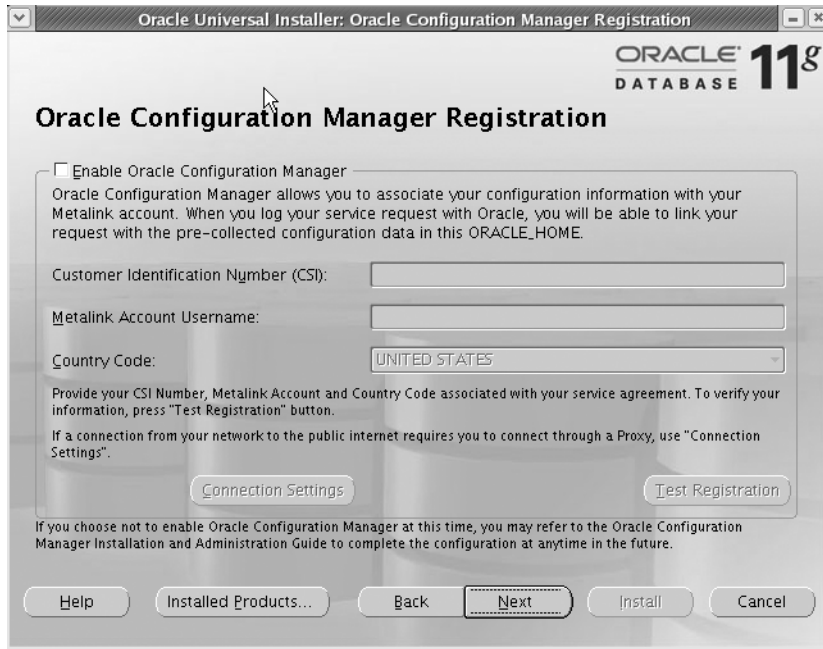 Oracle Universal Installer: Oracle Configuration Manager Registration
ORACLE
DATABASE 11g
Oracle Configuration Manager Registration
Enable Oracle Configuration Manager
Oracle Configuration Manager allows you to associate your configuration information with your
Metalink account. When you log your service request with Oracle, you will be able to link your
request with the pre-collected configuration data in this ORACLE_HOME.
Customer Identification Number (CSI):
Metalink Account Username:
Country Code:
UNITED STATES
Provide your CSI Number, Metalink Account and Country Code associated with your service agreement. To verify your
information, press "Test Registration" button.
If a connection from your network to the public internet requires you to connect through a Proxy, use "Connection
Settings".
Connection Settings
Test Registration
If you choose not to enable Oracle Configuration Manager at this time, you may refer to the Oracle Configuration
Manager Installation and Administration Guide to complete the configuration at anytime in the future.
Help
Installed Products...
Back
Next
Install
Cancel